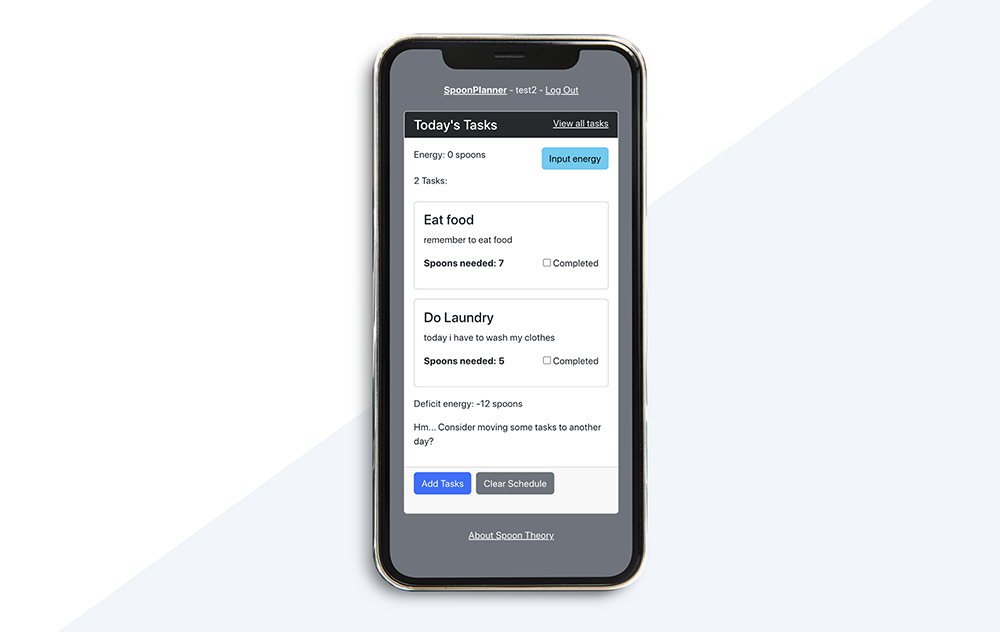 SpoonPlanner - test2 - Log Out
Today's Tasks
View all tasks
Energy: 0 spoons
Input energy
2 Tasks:
Eat food
remember to eat food
Spoons needed: 7
Completed
Do Laundry
today i have to wash my clothes
Spoons needed: 5
Completed
Deficit energy: -12 spoons
Hm... Consider moving some tasks to another
day?
Add Tasks
Clear Schedule
About Spoon Theory